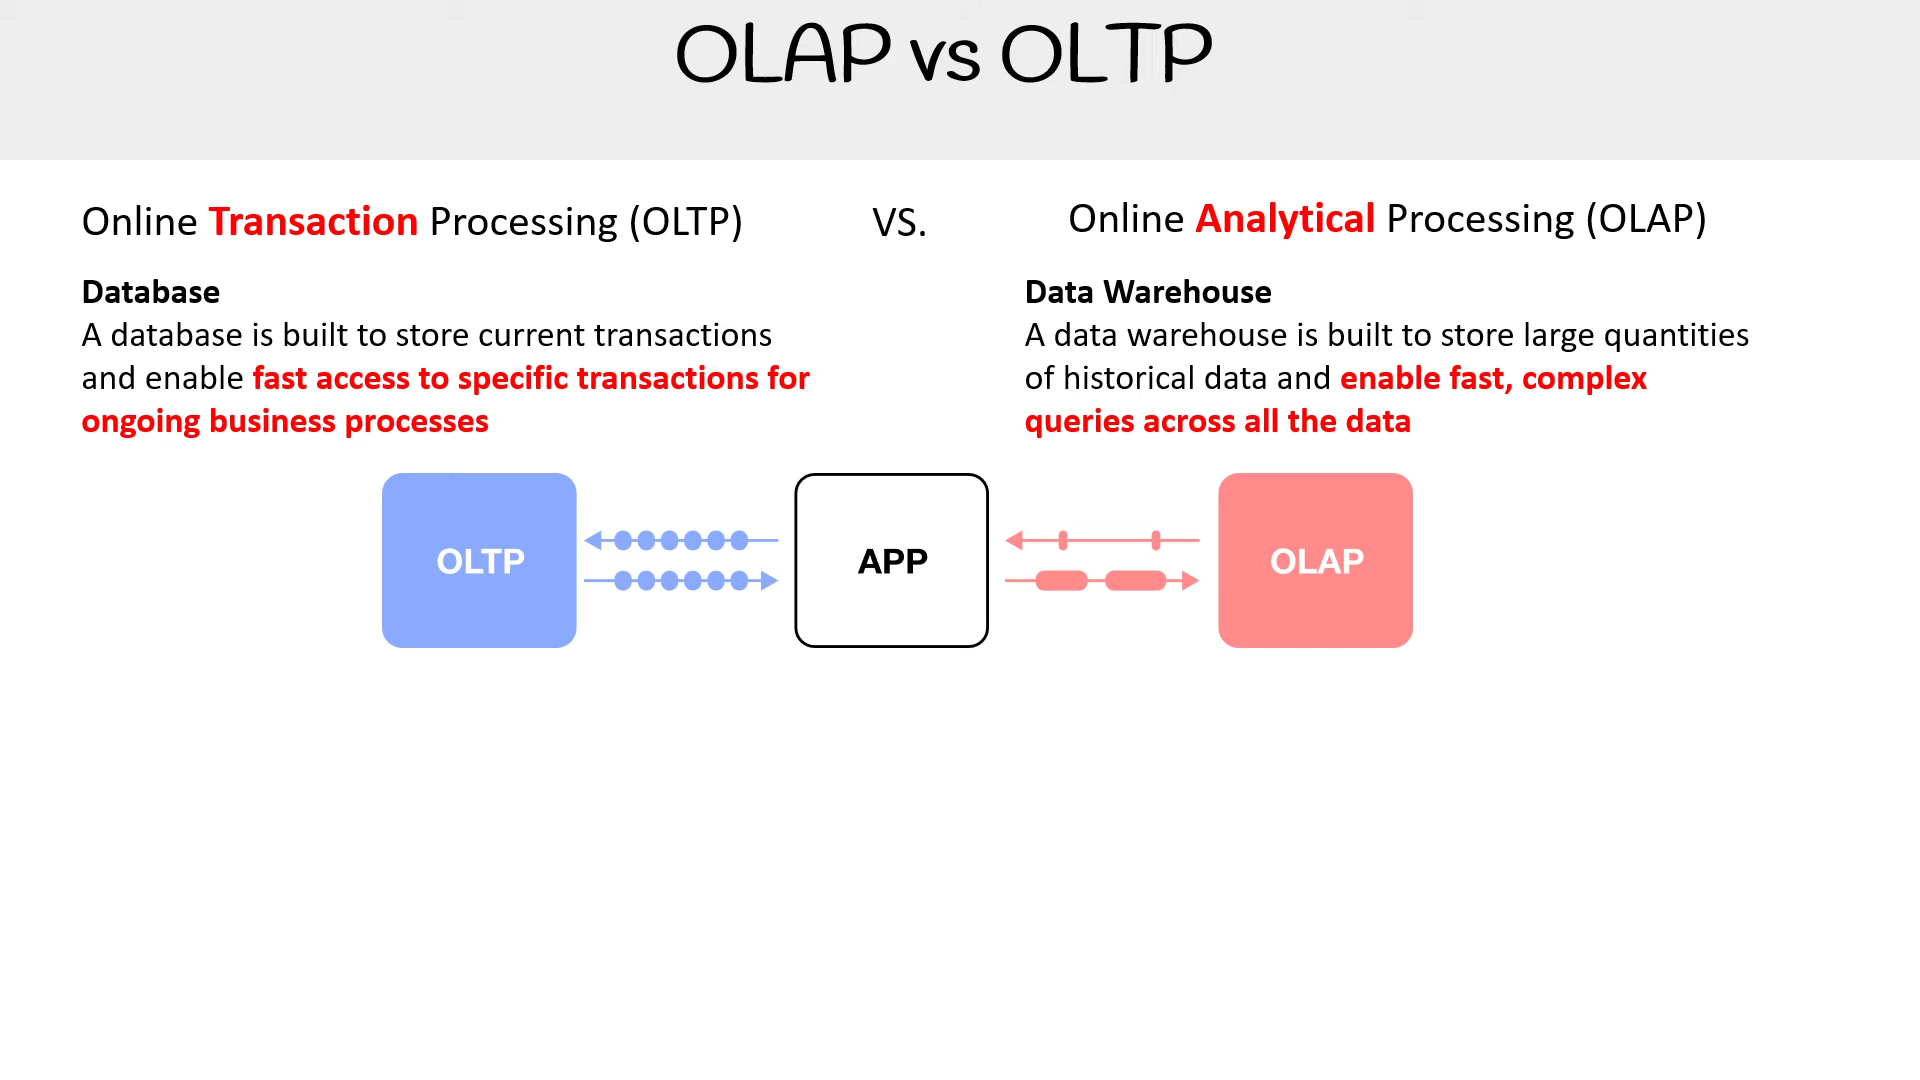 OLAP vs OLTP
Online Transaction Processing (OLTP)
VS.
Online Analytical Processing (OLAP)
Database
A database is built to store current transactions
and enable fast access to specific transactions for
ongoing business processes
Data Warehouse
A data warehouse is built to store large quantities
of historical data and enable fast, complex
queries across all the data
OLTP
APP
OLAP